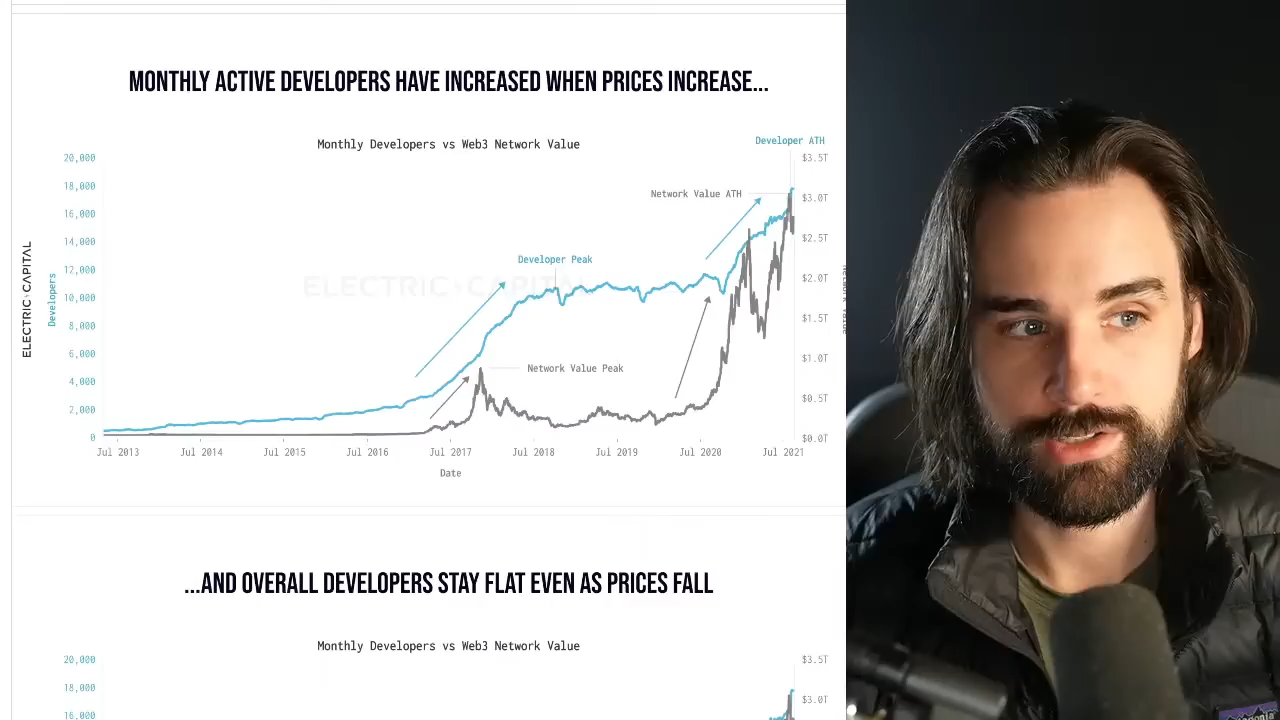 MONTHLY ACTIVE DEVELOPERS HAVE INCREASED WHEN PRICES INCREASE...
Monthly Developers vs Web3 Network Value
Developer ATH
20,000
18,000
16,000
14,000
12,000
10,000
8,000
6,000
4,000
2,000
0
Developers
ELECTRIC CAPITAL
ELECTRIC CAPITAL
Network Value ATH
Developer Peak
Network Value Peak
$3.5T
$3.0T
$2.5T
$2.0T
$1.5T
$1.0T
$0.5T
$0.0T
Network Value
Jul 2013 Jul 2014 Jul 2015 Jul 2016 Jul 2017 Jul 2018 Jul 2019 Jul 2020 Jul 2021
Date
...AND OVERALL DEVELOPERS STAY FLAT EVEN AS PRICES FALL
Monthly Developers vs Web3 Network Value
20,000
18,000
16,000
$3.5T
$3.0T